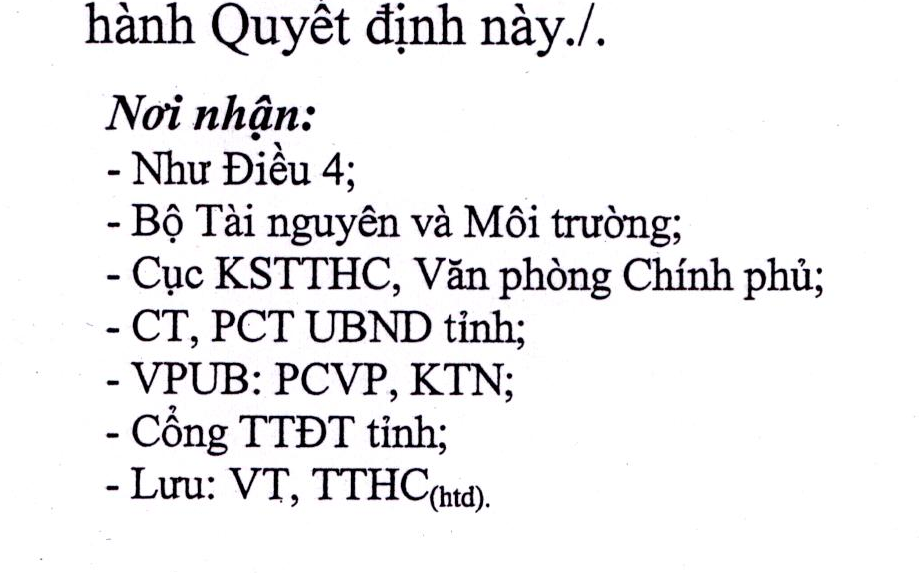 hành Quyết định này./.
Nơi nhận:
- Như Điều 4;
- Bộ Tài nguyên và Môi trường;
- Cục KSTTHC, Văn phòng Chính phủ;
- CT, PCT UBND tỉnh;
- VPUB: PCVP, KTN;
- Cổng TTĐT tỉnh;
- Lưu: VT, TTHC(htd).